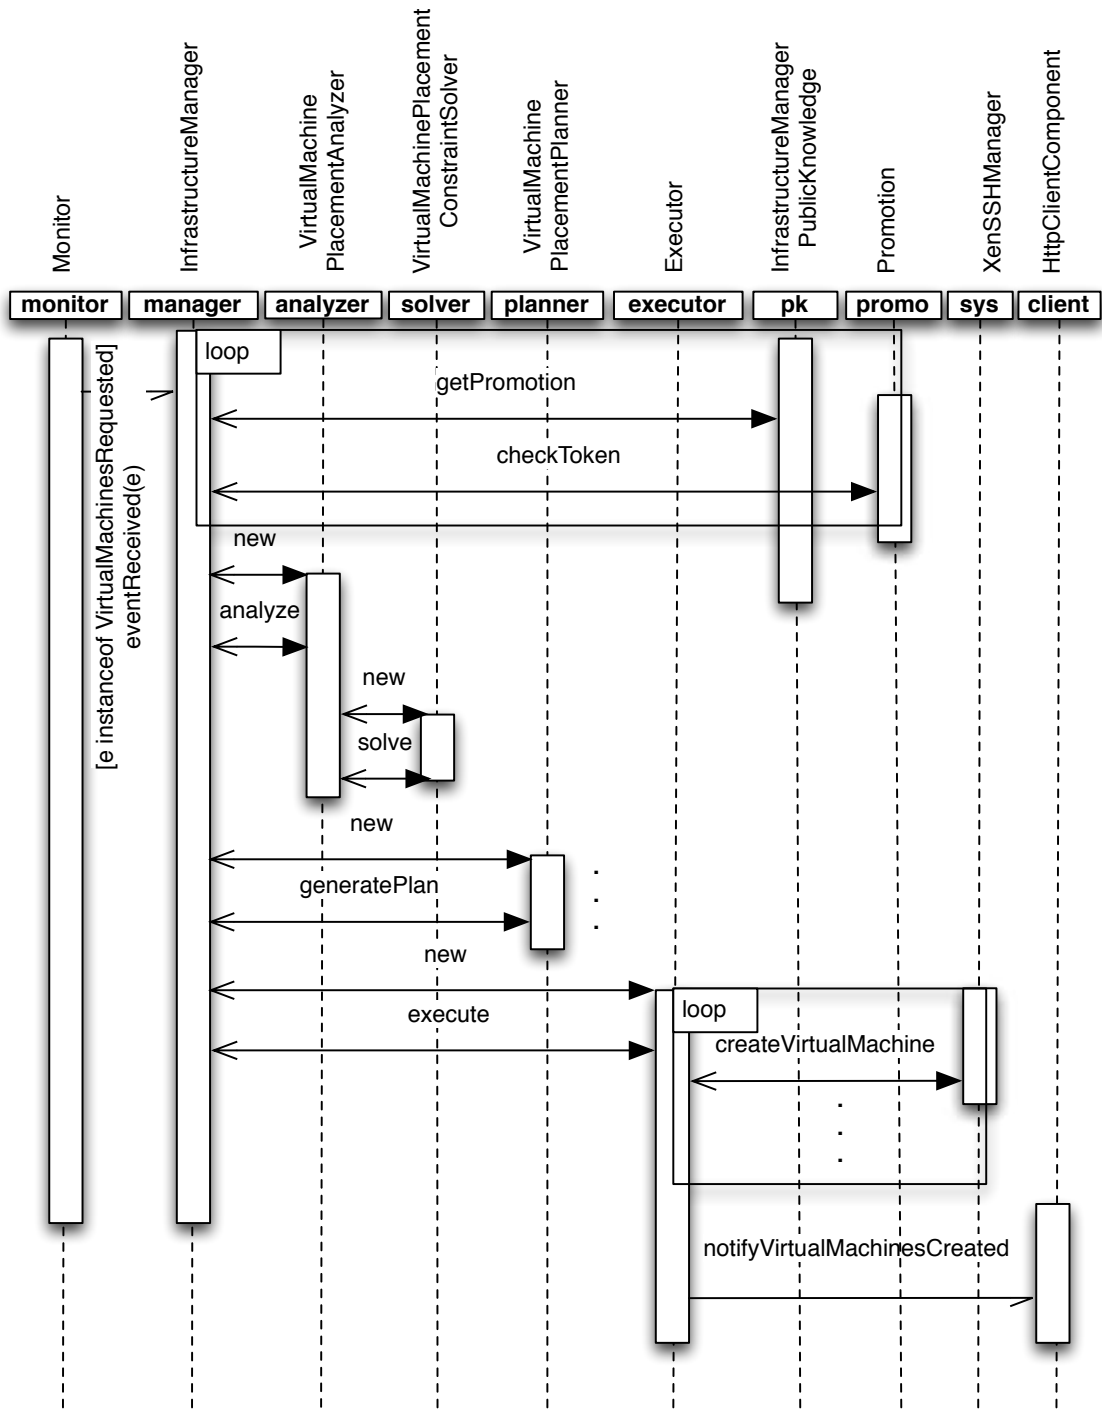 Monitor
InfrastructureManager
VirtualMachine
PlacementAnalyzer
VirtualMachinePlacement
ConstraintSolver
VirtualMachine
PlacementPlanner
Executor
InfrastructureManager
PublicKnowledge
Promotion
XenSSHManager
HttpClientComponent
monitor
manager
analyzer
solver
planner
executor
pk
promo
sys
client
loop
[e instanceof VirtualMachinesRequested]
eventReceived(e)
getPromotion
checkToken
new
analyze
new
solve
new
generatePlan
.
.
.
new
execute
loop
createVirtualMachine
.
.
.
notifyVirtualMachinesCreated